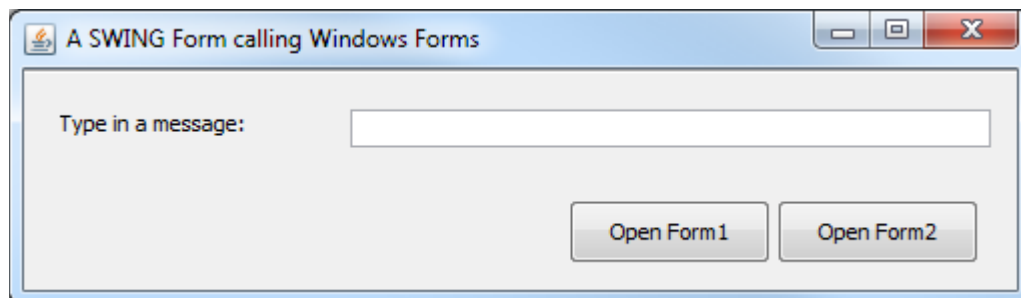 A SWING Form calling Windows Forms
Type in a message:
Open Form1 Open Form2